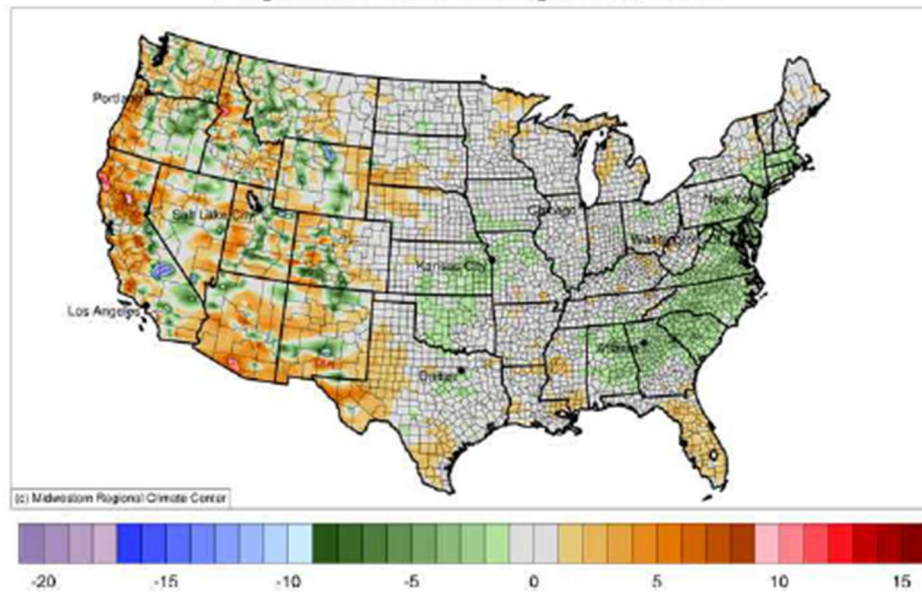 Portland
Salt Lake City
Chicago
New York
Washington
Kansas City
Los Angeles
Atlanta
Dallas
(c) Midwestern Regional Climate Center
-20 -15 -10 -5 0 5 10 15